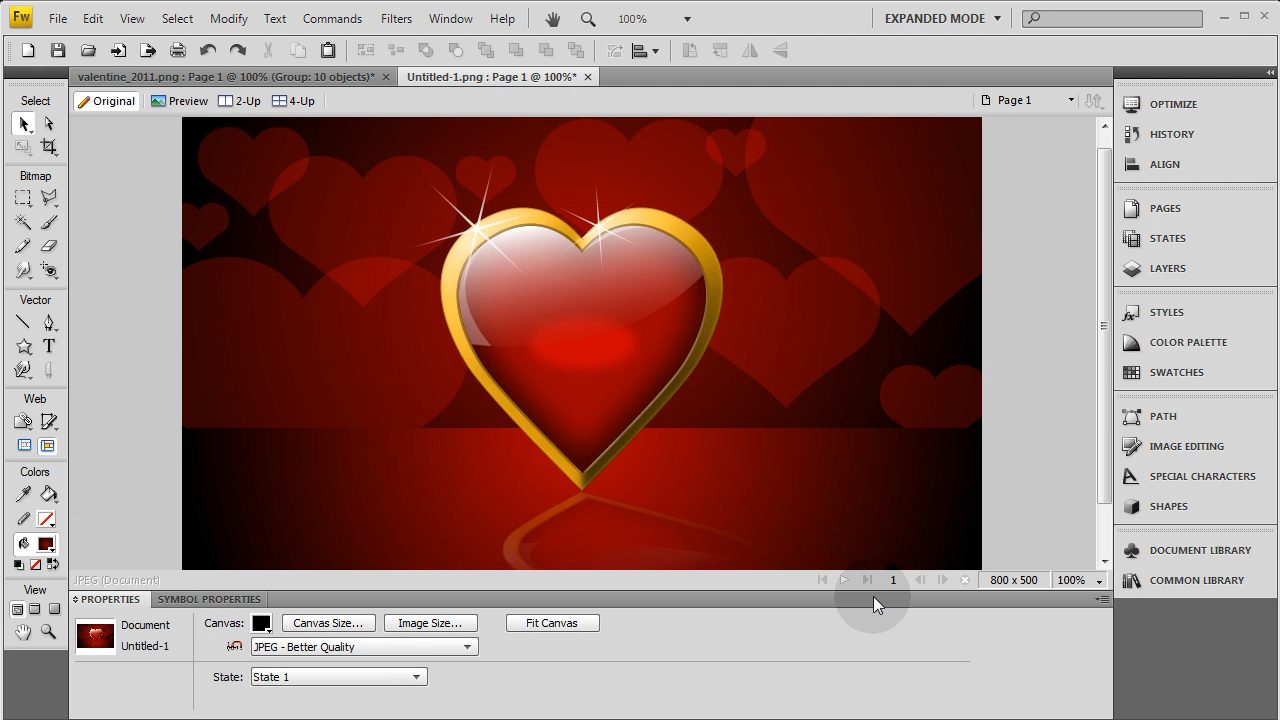 Fw File Edit View Select Modify Text Commands Filters Window Help 100% EXPANDED MODE
valentine_2011.png : Page 1 @ 100% (Group: 10 objects)* Untitled-1.png : Page 1 @ 100%*
Original Preview 2-Up 4-Up Page 1
Select
Bitmap
Vector
T
Web
Colors
View
OPTIMIZE
HISTORY
ALIGN
PAGES
STATES
LAYERS
STYLES
COLOR PALETTE
SWATCHES
PATH
IMAGE EDITING
SPECIAL CHARACTERS
SHAPES
DOCUMENT LIBRARY
COMMON LIBRARY
JPEG (Document) 1 800 x 500 100%
PROPERTIES SYMBOL PROPERTIES
Document Canvas: Canvas Size... Image Size... Fit Canvas
Untitled-1 JPEG - Better Quality
State: State 1